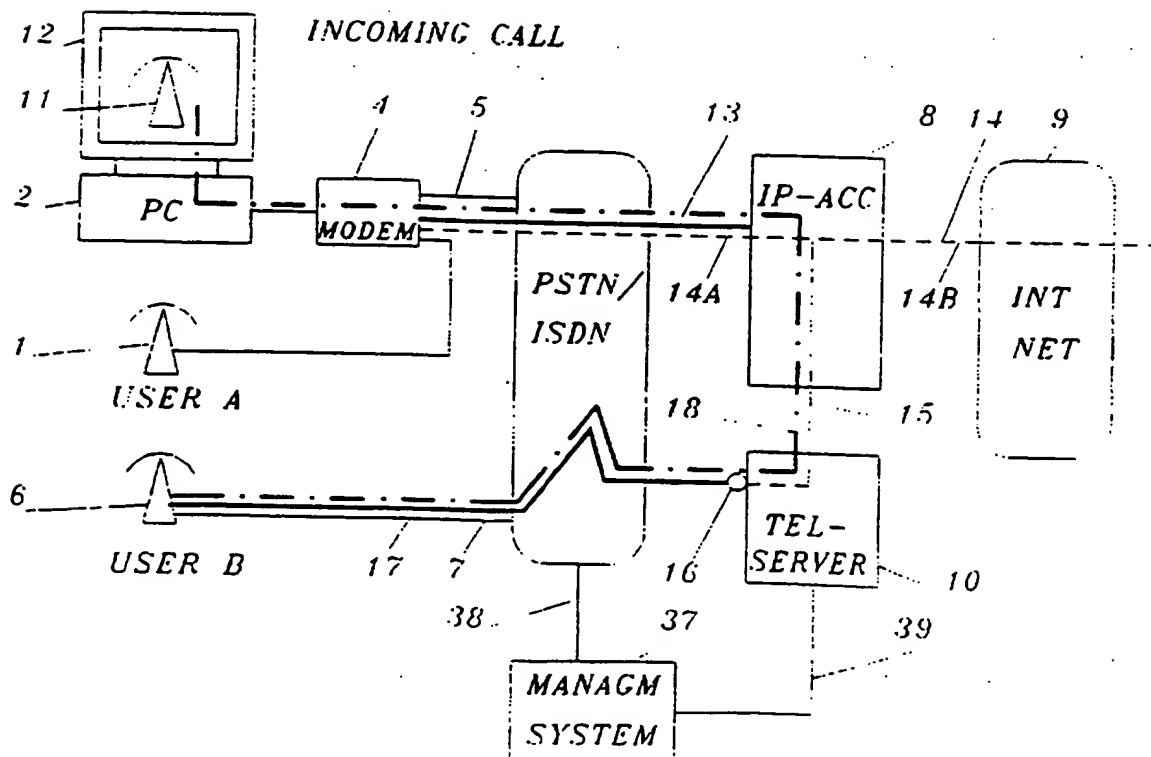 12
INCOMING CALL
11
4
5
13
8
14
9
2
PC
MODEM
IP-ACC
14A
14B
PSTN/
ISDN
INT
NET
1
USER A
18
15
6
USER B
17
7
16
TEL-
SERVER
10
38
37
39
MANAGM
SYSTEM